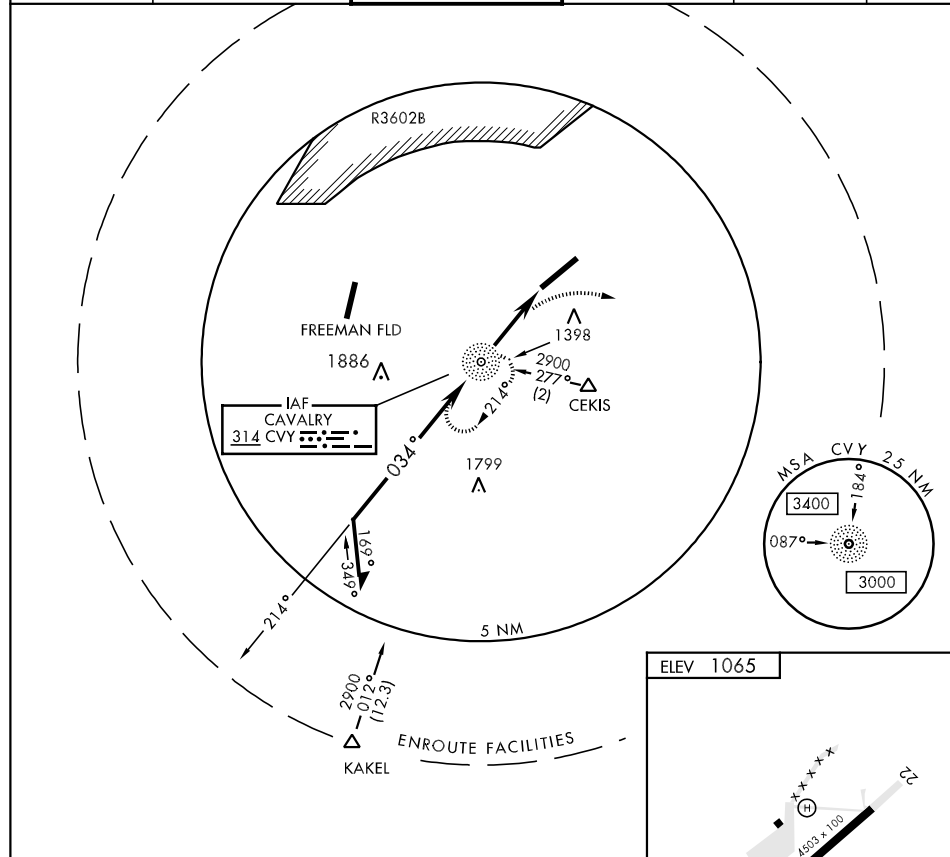 R3602B
FREEMAN FLD
1886
1398
2900
277°
(2)
CEKIS
214°
IAF
CAVALRY
314 CVY
034°
1799
169°
349°
214°
5 NM
2900
012°
(12.3)
KAKEL
ENROUTE FACILITIES
MSA CVY 25 NM
184°
3400
087°
3000
ELEV 1065
22
H
4503 x 100